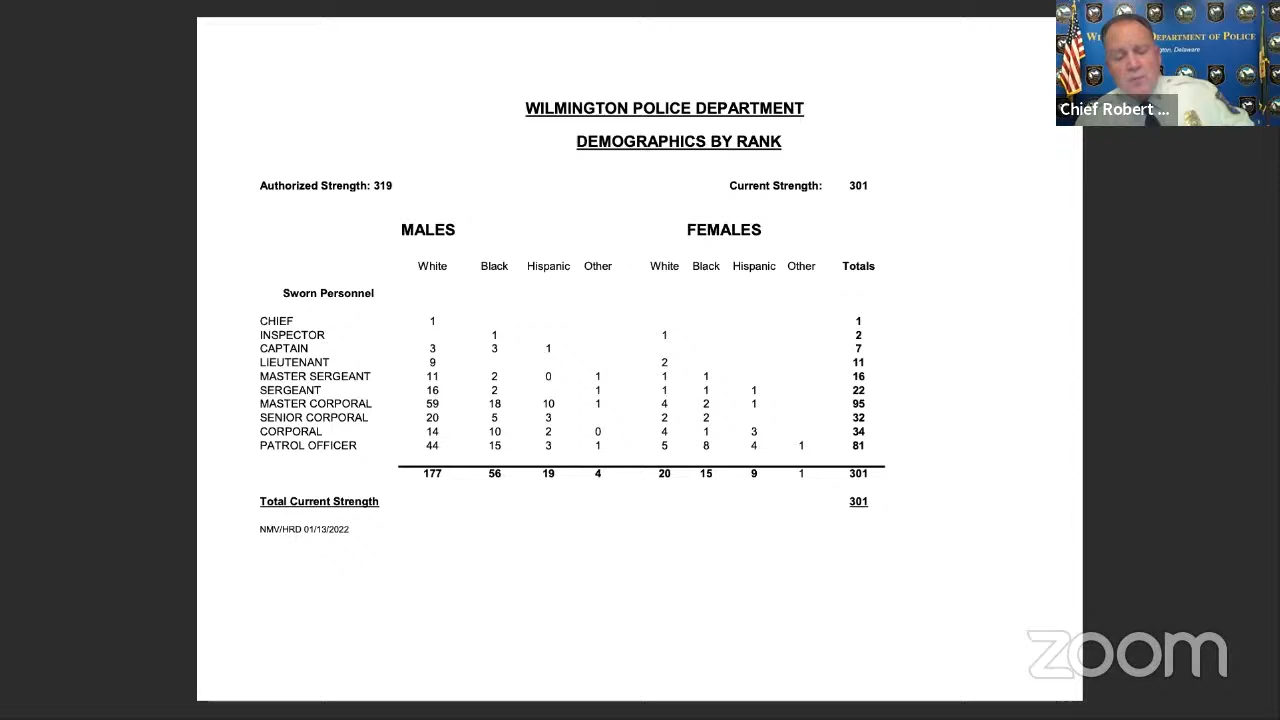 WILMINGTON POLICE DEPARTMENT
DEMOGRAPHICS BY RANK
Authorized Strength: 319 Current Strength: 301
MALES FEMALES
White Black Hispanic Other White Black Hispanic Other Totals
Sworn Personnel
CHIEF 1 1
INSPECTOR 1 1 2
CAPTAIN 3 3 1 7
LIEUTENANT 9 2 11
MASTER SERGEANT 11 2 0 1 1 1 16
SERGEANT 16 2 1 1 1 1 22
MASTER CORPORAL 59 18 10 1 4 2 1 95
SENIOR CORPORAL 20 5 3 2 2 32
CORPORAL 14 10 2 0 4 1 3 34
PATROL OFFICER 44 15 3 1 5 8 4 1 81
177 56 19 4 20 15 9 1 301
Total Current Strength 301
NMV/HRD 01/13/2022
DEPARTMENT OF POLICE
Delaware
Chief Robert ...
zoom